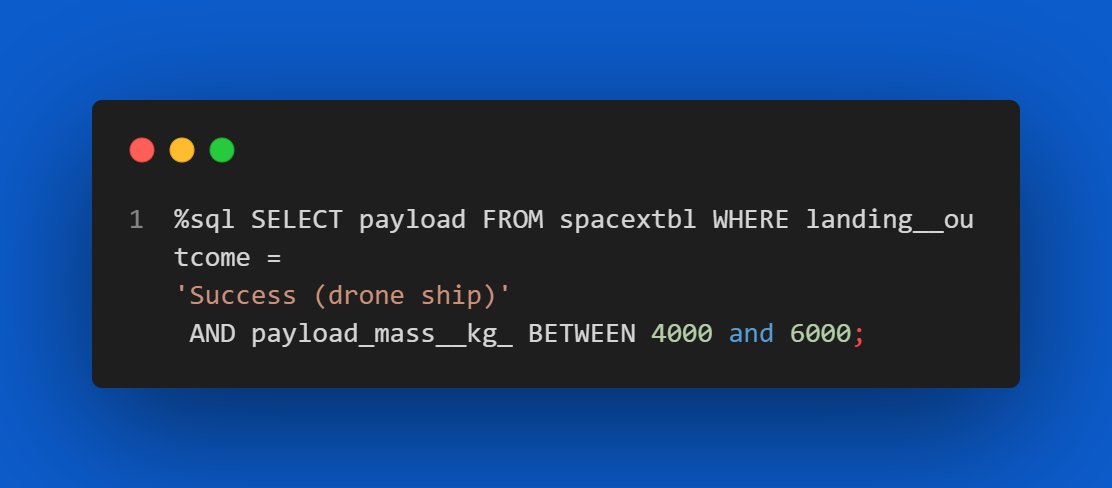 1 %sql SELECT payload FROM spacextbl WHERE landing__ou
tcome =
'Success (drone ship)'
AND payload_mass__kg_ BETWEEN 4000 and 6000;